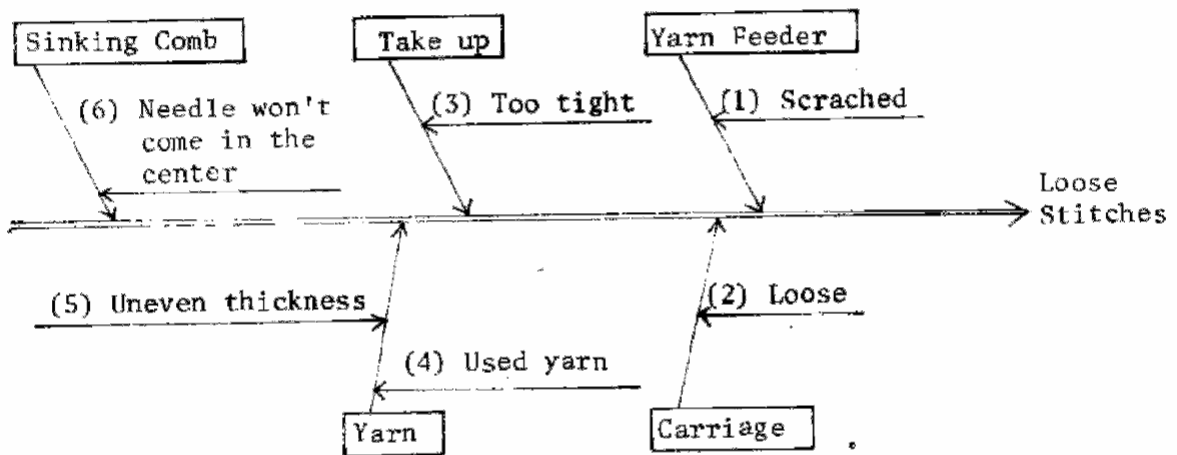 Sinking Comb
Take up
Yarn Feeder
(6) Needle won't
come in the
center
(3) Too tight
(1) Scrached
Loose
Stitches
(5) Uneven thickness
(2) Loose
(4) Used yarn
Yarn
Carriage